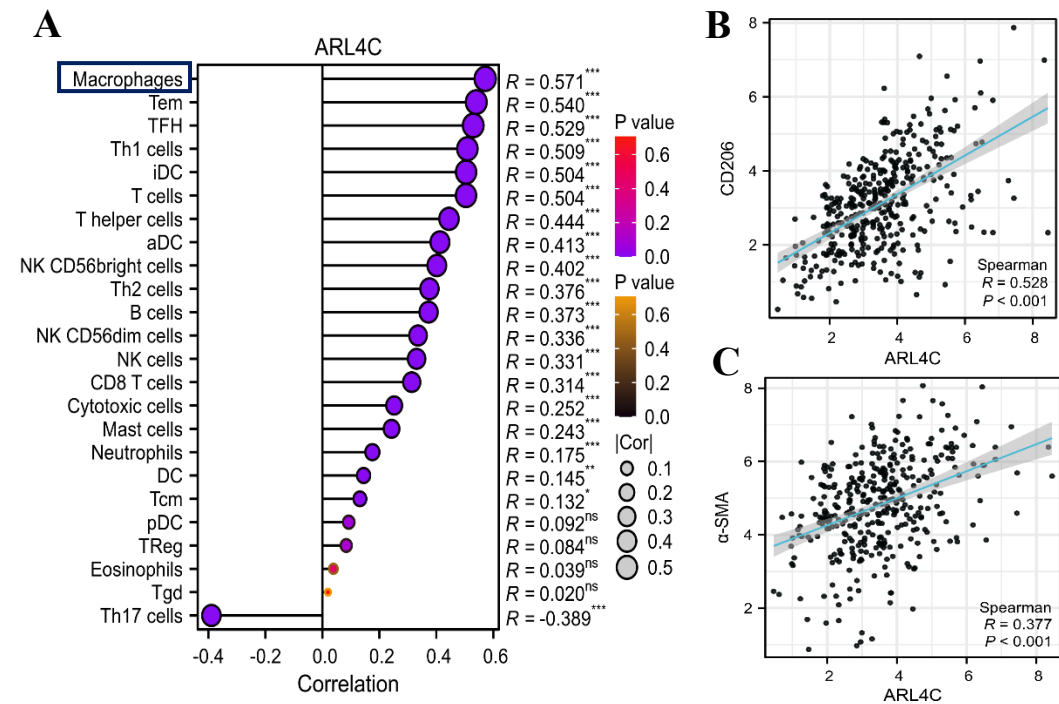 A
ARL4C
Macrophages R = 0.571***
Tem R = 0.540***
TFH R = 0.529***
Th1 cells R = 0.509***
iDC R = 0.504***
T cells R = 0.504***
T helper cells R = 0.444***
aDC R = 0.413***
NK CD56bright cells R = 0.402***
Th2 cells R = 0.376***
B cells R = 0.373***
NK CD56dim cells R = 0.336***
NK cells R = 0.331***
CD8 T cells R = 0.314***
Cytotoxic cells R = 0.252***
Mast cells R = 0.243***
Neutrophils R = 0.175***
DC R = 0.145**
Tcm R = 0.132*
pDC R = 0.092ns
TReg R = 0.084ns
Eosinophils R = 0.039ns
Tgd R = 0.020ns
Th17 cells R = -0.389***
-0.4 -0.2 0.0 0.2 0.4 0.6
Correlation
P value
0.6
0.4
0.2
0.0
P value
0.6
0.4
0.2
0.0
|Cor|
0.1
0.2
0.3
0.4
0.5
B
8
6
4
2
CD206
Spearman
R = 0.528
P < 0.001
2 4 6 8
ARL4C
C
8
6
4
2
α-SMA
Spearman
R = 0.377
P < 0.001
2 4 6 8
ARL4C